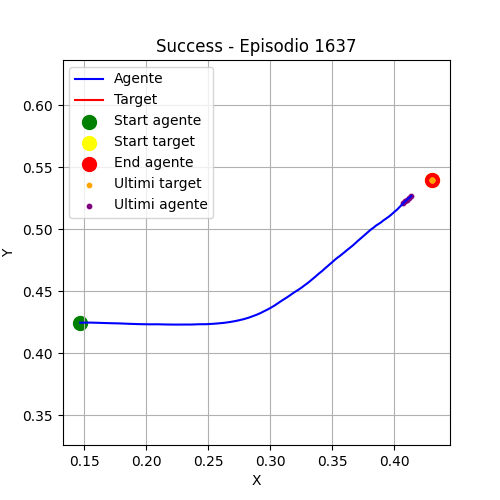 Success - Episodio 1637
Agente
Target
Start agente
Start target
End agente
Ultimi target
Ultimi agente
Y
0.60
0.55
0.50
0.45
0.40
0.35
0.15 0.20 0.25 0.30 0.35 0.40
X